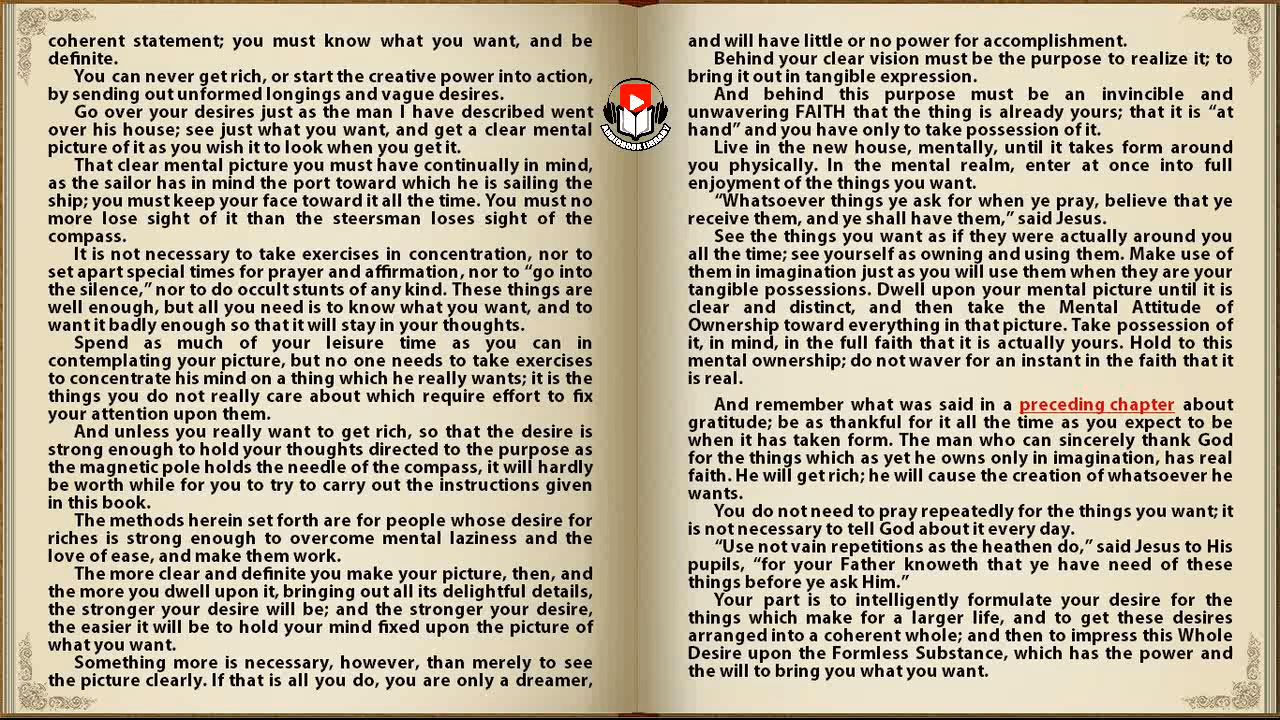 coherent statement; you must know what you want, and be
definite.
You can never get rich, or start the creative power into action,
by sending out unformed longings and vague desires.
Go over your desires just as the man I have described went
over his house; see just what you want, and get a clear mental
picture of it as you wish it to look when you get it.
That clear mental picture you must have continually in mind,
as the sailor has in mind the port toward which he is sailing the
ship; you must keep your face toward it all the time. You must no
more lose sight of it than the steersman loses sight of the
compass.
It is not necessary to take exercises in concentration, nor to
set apart special times for prayer and affirmation, nor to “go into
the silence,” nor to do occult stunts of any kind. These things are
well enough, but all you need is to know what you want, and to
want it badly enough so that it will stay in your thoughts.
Spend as much of your leisure time as you can in
contemplating your picture, but no one needs to take exercises
to concentrate his mind on a thing which he really wants; it is the
things you do not really care about which require effort to fix
your attention upon them.
And unless you really want to get rich, so that the desire is
strong enough to hold your thoughts directed to the purpose as
the magnetic pole holds the needle of the compass, it will hardly
be worth while for you to try to carry out the instructions given
in this book.
The methods herein set forth are for people whose desire for
riches is strong enough to overcome mental laziness and the
love of ease, and make them work.
The more clear and definite you make your picture, then, and
the more you dwell upon it, bringing out all its delightful details,
the stronger your desire will be; and the stronger your desire,
the easier it will be to hold your mind fixed upon the picture of
what you want.
Something more is necessary, however, than merely to see
the picture clearly. If that is all you do, you are only a dreamer,
AUDIOBOOK LIBRARY
and will have little or no power for accomplishment.
Behind your clear vision must be the purpose to realize it; to
bring it out in tangible expression.
And behind this purpose must be an invincible and
unwavering FAITH that the thing is already yours; that it is “at
hand” and you have only to take possession of it.
Live in the new house, mentally, until it takes form around
you physically. In the mental realm, enter at once into full
enjoyment of the things you want.
“Whatsoever things ye ask for when ye pray, believe that ye
receive them, and ye shall have them,” said Jesus.
See the things you want as if they were actually around you
all the time; see yourself as owning and using them. Make use of
them in imagination just as you will use them when they are your
tangible possessions. Dwell upon your mental picture until it is
clear and distinct, and then take the Mental Attitude of
Ownership toward everything in that picture. Take possession of
it, in mind, in the full faith that it is actually yours. Hold to this
mental ownership; do not waver for an instant in the faith that it
is real.
And remember what was said in a preceding chapter about
gratitude; be as thankful for it all the time as you expect to be
when it has taken form. The man who can sincerely thank God
for the things which as yet he owns only in imagination, has real
faith. He will get rich; he will cause the creation of whatsoever he
wants.
You do not need to pray repeatedly for the things you want; it
is not necessary to tell God about it every day.
“Use not vain repetitions as the heathen do,” said Jesus to His
pupils, “for your Father knoweth that ye have need of these
things before ye ask Him.”
Your part is to intelligently formulate your desire for the
things which make for a larger life, and to get these desires
arranged into a coherent whole; and then to impress this Whole
Desire upon the Formless Substance, which has the power and
the will to bring you what you want.